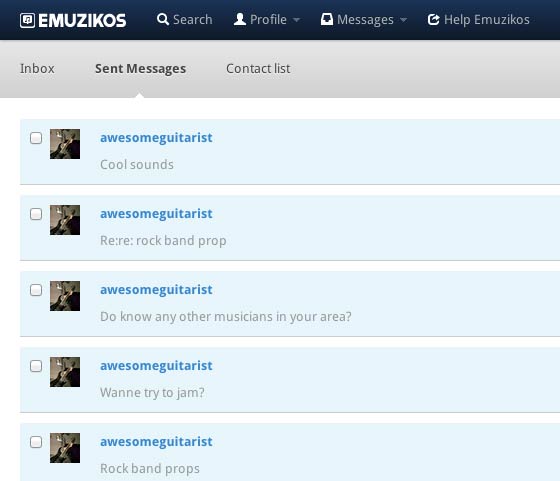 EMUZIKOS Search Profile Messages Help Emuzikos
Inbox Sent Messages Contact list
awesomeguitarist
Cool sounds
awesomeguitarist
Re:re: rock band prop
awesomeguitarist
Do know any other musicians in your area?
awesomeguitarist
Wanne try to jam?
awesomeguitarist
Rock band props